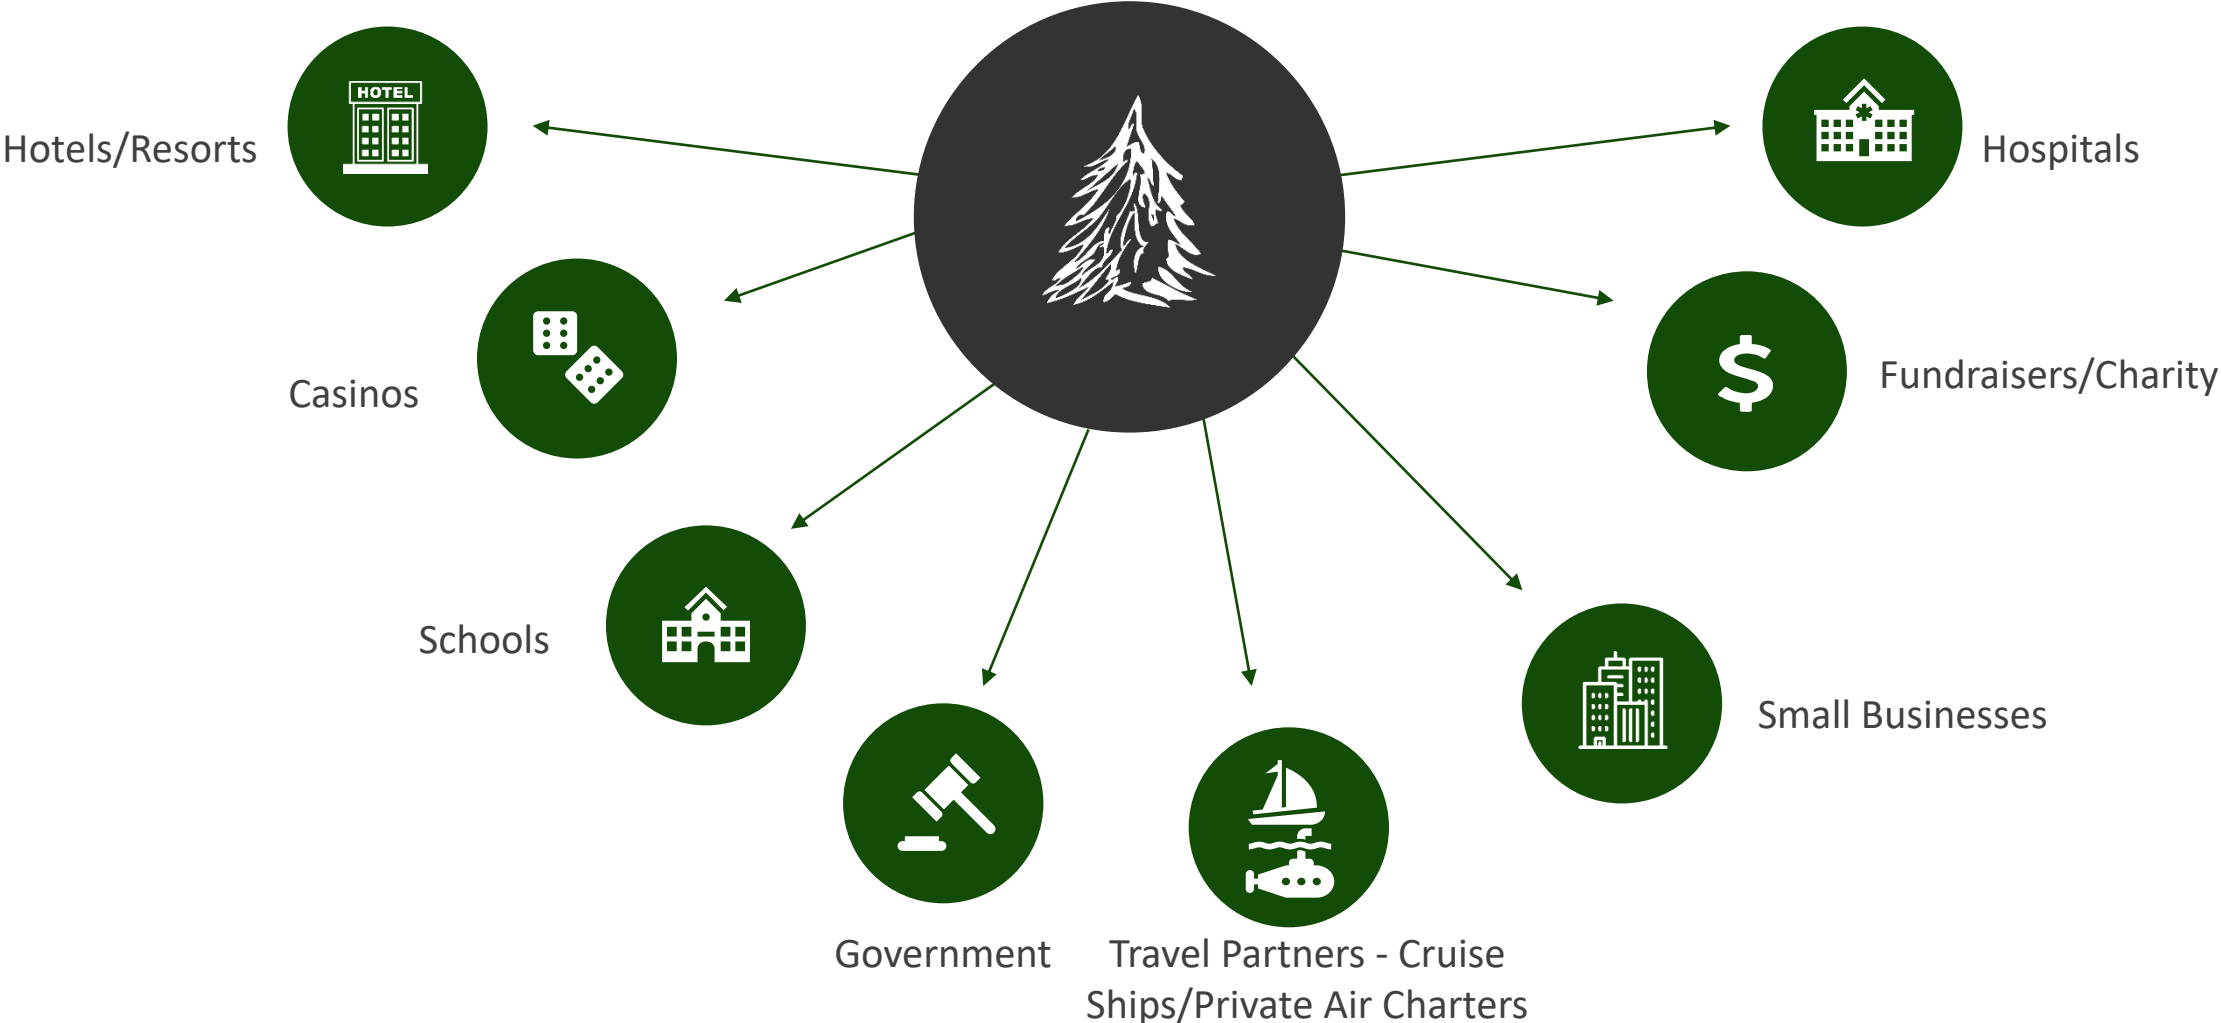 HOTEL
Hotels/Resorts
Hospitals
Casinos
Fundraisers/Charity
Schools
Small Businesses
Government
Travel Partners - Cruise
Ships/Private Air Charters